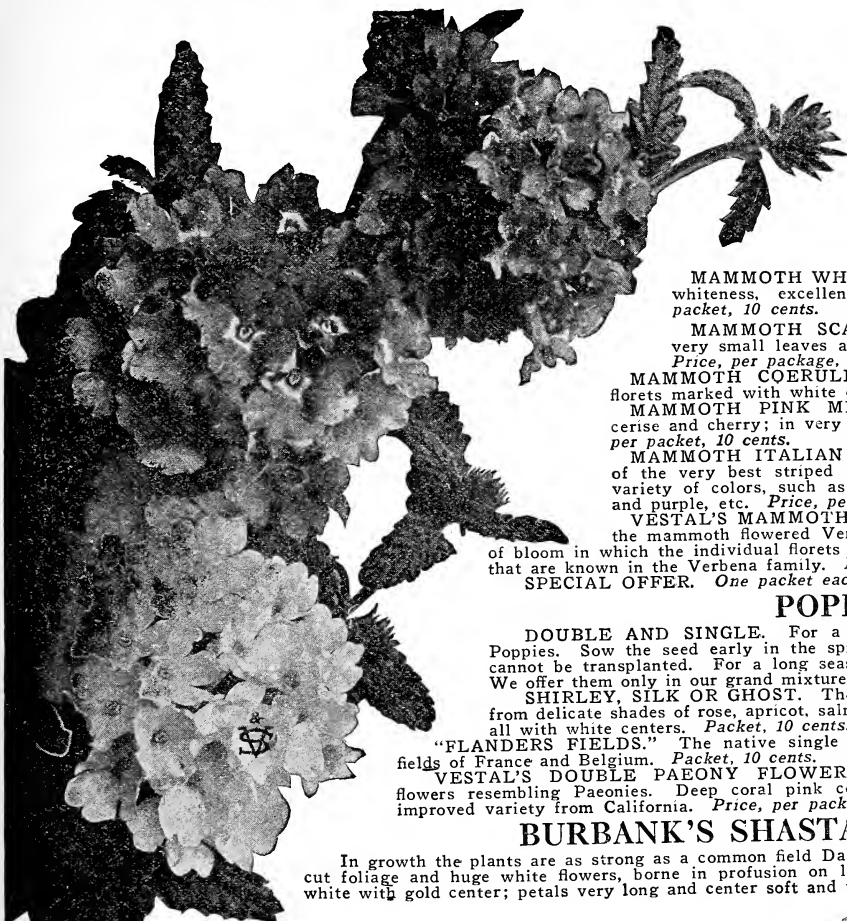 MAMMOTH WH
whiteness, excellen
packet, 10 cents.
MAMMOTH SCA
very small leaves a
Price, per package,
MAMMOTH COERULE
florets marked with white
MAMMOTH PINK M
cerise and cherry; in very
per packet, 10 cents.
MAMMOTH ITALIAN
of the very best striped
variety of colors, such as
and purple, etc. Price, pe
VESTAL'S MAMMOTH
the mammoth flowered Ver
of bloom in which the individual florets
that are known in the Verbena family.
SPECIAL OFFER. One packet eac
POP
DOUBLE AND SINGLE. For a
Poppies. Sow the seed early in the sp
cannot be transplanted. For a long sea
We offer them only in our grand mixture
SHIRLEY, SILK OR GHOST. Th
from delicate shades of rose, apricot, sal
all with white centers. Packet, 10 cents.
"FLANDERS FIELDS." The native single
fields of France and Belgium. Packet, 10 cents.
VESTAL'S DOUBLE PAEONY FLOWER
flowers resembling Paeonies. Deep coral pink c
improved variety from California. Price, per pack
BURBANK'S SHASTA
In growth the plants are as strong as a common field Da
cut foliage and huge white flowers, borne in profusion on l
white with gold center; petals very long and center soft and